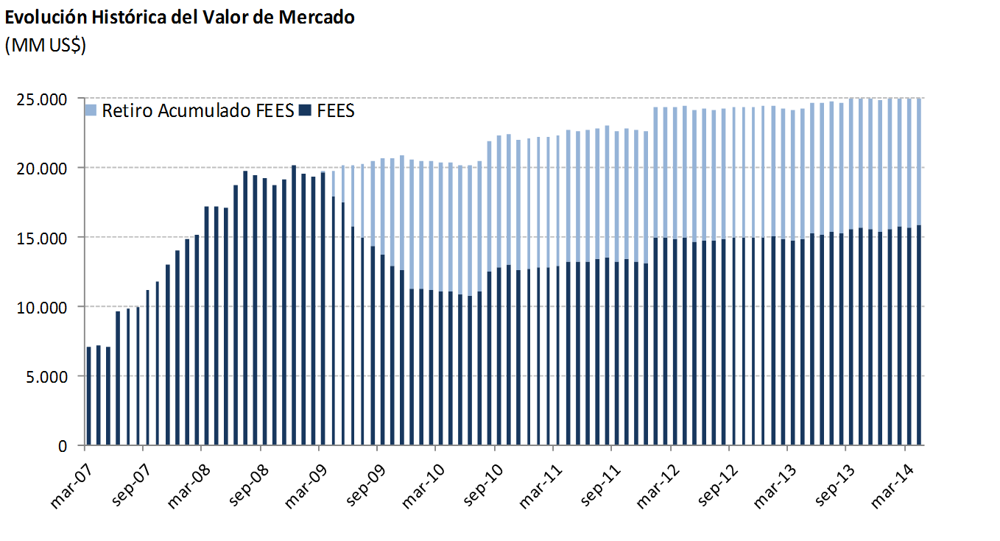 Evolución Histórica del Valor de Mercado
(MM US$)
25.000
Retiro Acumulado FEES FEES
20.000
15.000
10.000
5.000
0
mar-07 sep-07 mar-08 sep-08 mar-09 sep-09 mar-10 sep-10 mar-11 sep-11 mar-12 sep-12 mar-13 sep-13 mar-14